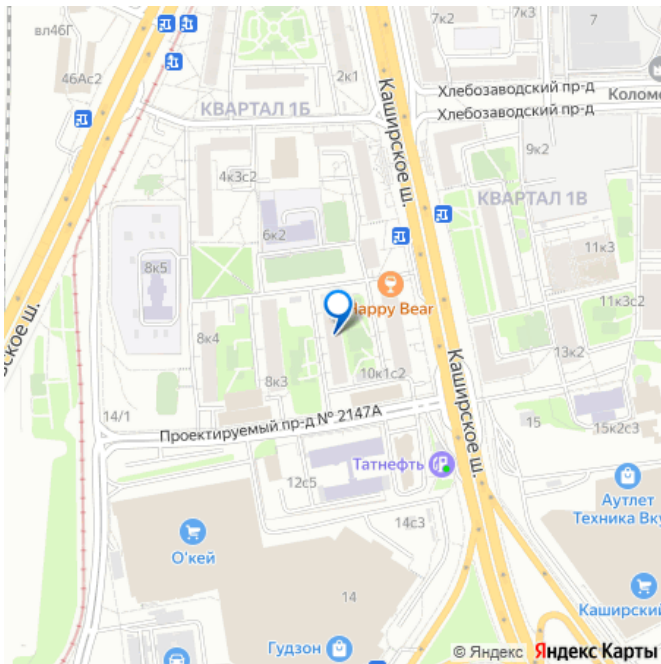 7к2
7к3
7
вл46Г
46Ас2
2к1
Хлебозаводский пр-д
Колом
КВАРТАЛ 1Б
Хлебозаводский пр-д
Каширское ш.
9к2
4к3с2
КВАРТАЛ 1В
6к2
11к3
8к5
Happy Bear
11к3с2
ское ш.
8к4
13к2
Каширское ш.
8к3
10к1с2
14/1
Проектируемый пр-д № 2147А
15
15к2с3
Татнефть
12с5
Аутлет
Техника Вку
14с3
О'кей
14
Каширский
Гудзон
© Яндекс Яндекс Карты